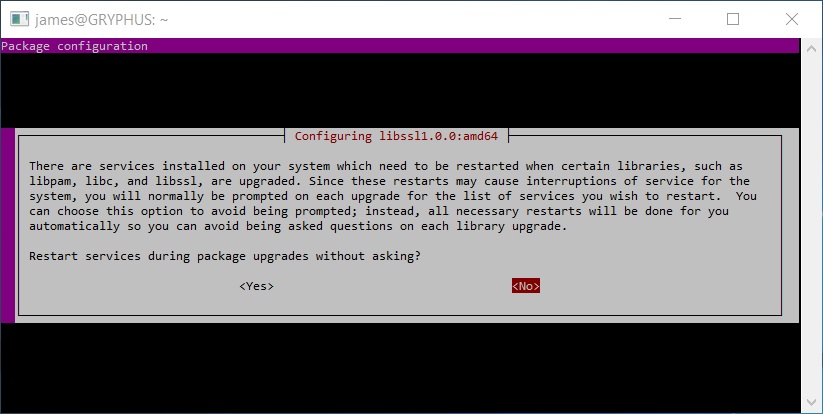 james@GRYPHUS: ~
Package configuration
Configuring libssl1.0.0:amd64
There are services installed on your system which need to be restarted when certain libraries, such as
libpam, libc, and libssl, are upgraded. Since these restarts may cause interruptions of service for the
system, you will normally be prompted on each upgrade for the list of services you wish to restart.  You
can choose this option to avoid being prompted; instead, all necessary restarts will be done for you
automatically so you can avoid being asked questions on each library upgrade.
Restart services during package upgrades without asking?
<Yes> <No>